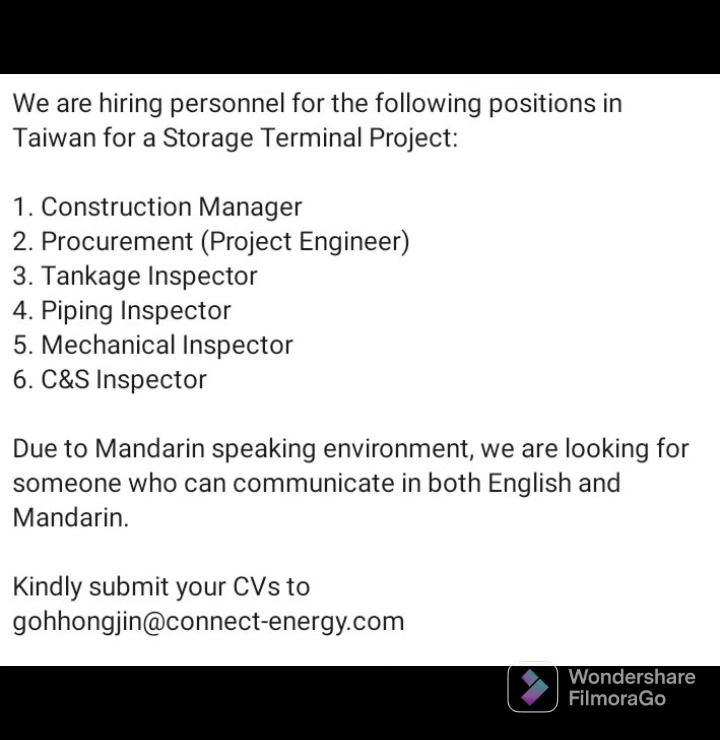 We are hiring personnel for the following positions in
Taiwan for a Storage Terminal Project:
1. Construction Manager
2. Procurement (Project Engineer)
3. Tankage Inspector
4. Piping Inspector
5. Mechanical Inspector
6. C&S Inspector
Due to Mandarin speaking environment, we are looking for
someone who can communicate in both English and
Mandarin.
Kindly submit your CVs to
gohhongjin@connect-energy.com
Wondershare
FilmoraGo